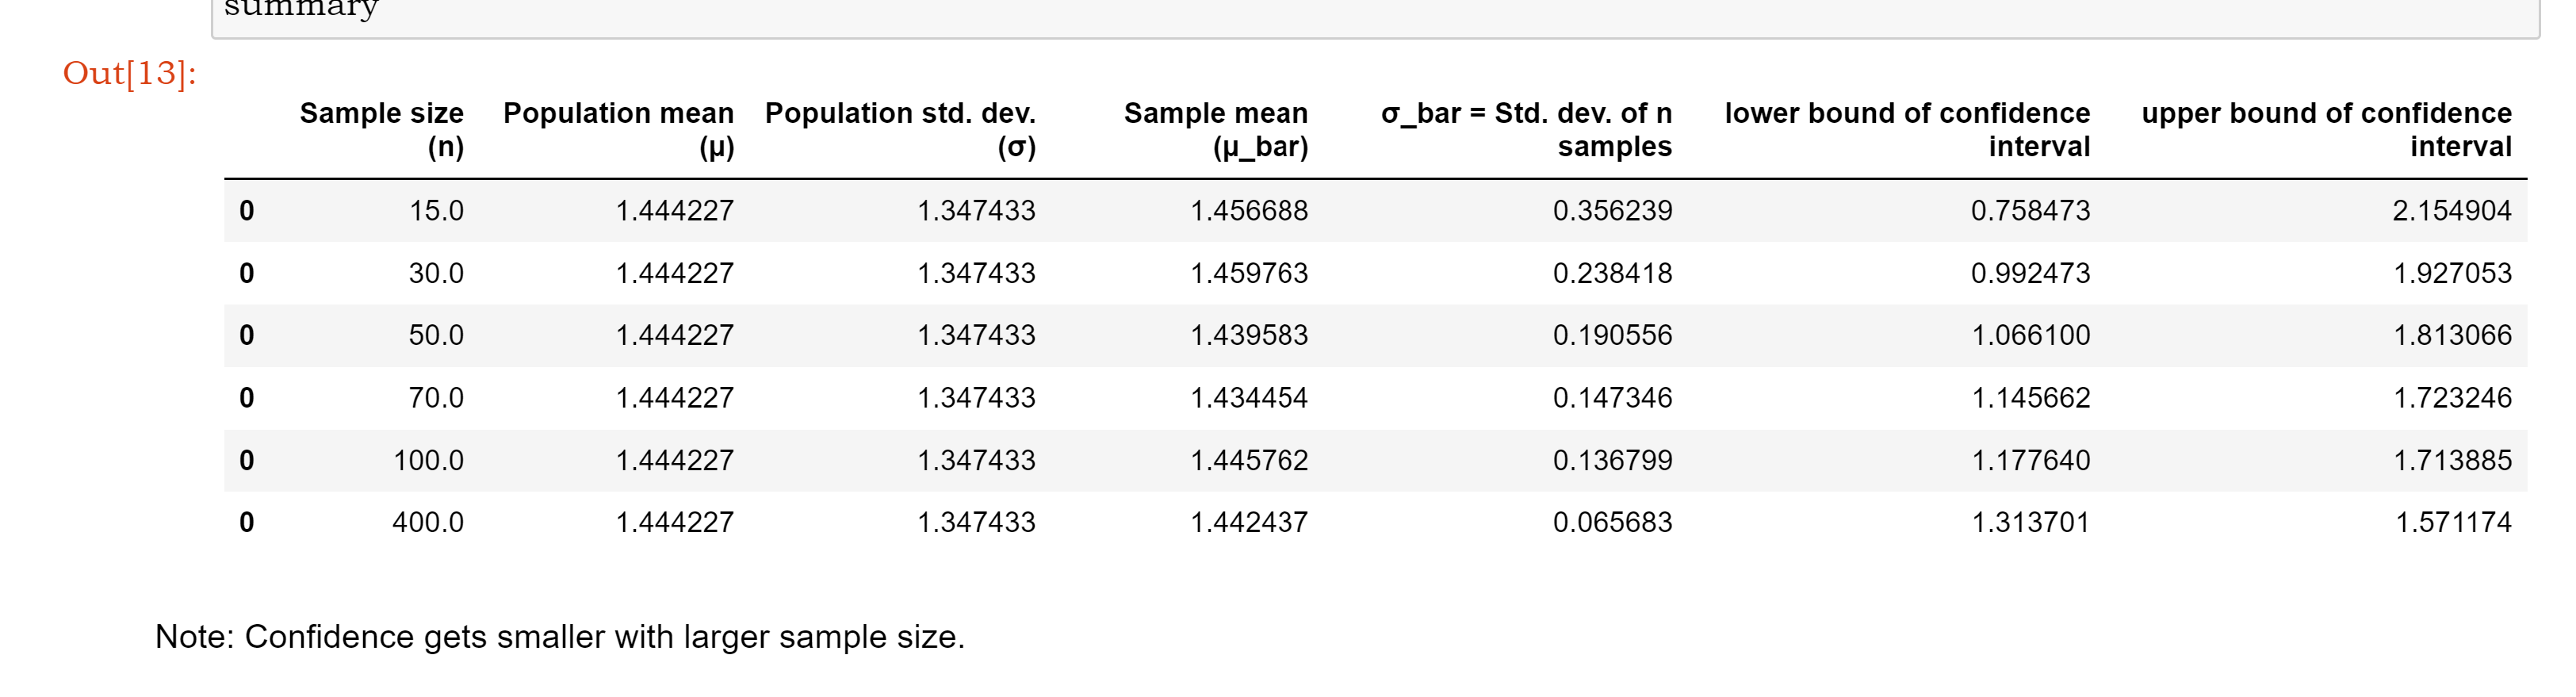 summary
Out[13]:
Sample size Population mean Population std. dev. Sample mean σ_bar = Std. dev. of n lower bound of confidence upper bound of confidence
(n) (μ) (σ) (μ_bar) samples interval interval
0 15.0 1.444227 1.347433 1.456688 0.356239 0.758473 2.154904
0 30.0 1.444227 1.347433 1.459763 0.238418 0.992473 1.927053
0 50.0 1.444227 1.347433 1.439583 0.190556 1.066100 1.813066
0 70.0 1.444227 1.347433 1.434454 0.147346 1.145662 1.723246
0 100.0 1.444227 1.347433 1.445762 0.136799 1.177640 1.713885
0 400.0 1.444227 1.347433 1.442437 0.065683 1.313701 1.571174
Note: Confidence gets smaller with larger sample size.